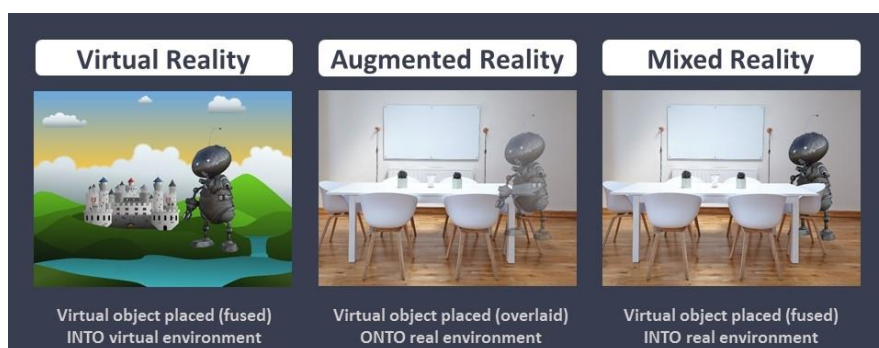 Virtual Reality
Virtual object placed (fused)
INTO virtual environment
Augmented Reality
Virtual object placed (overlaid)
ONTO real environment
Mixed Reality
Virtual object placed (fused)
INTO real environment